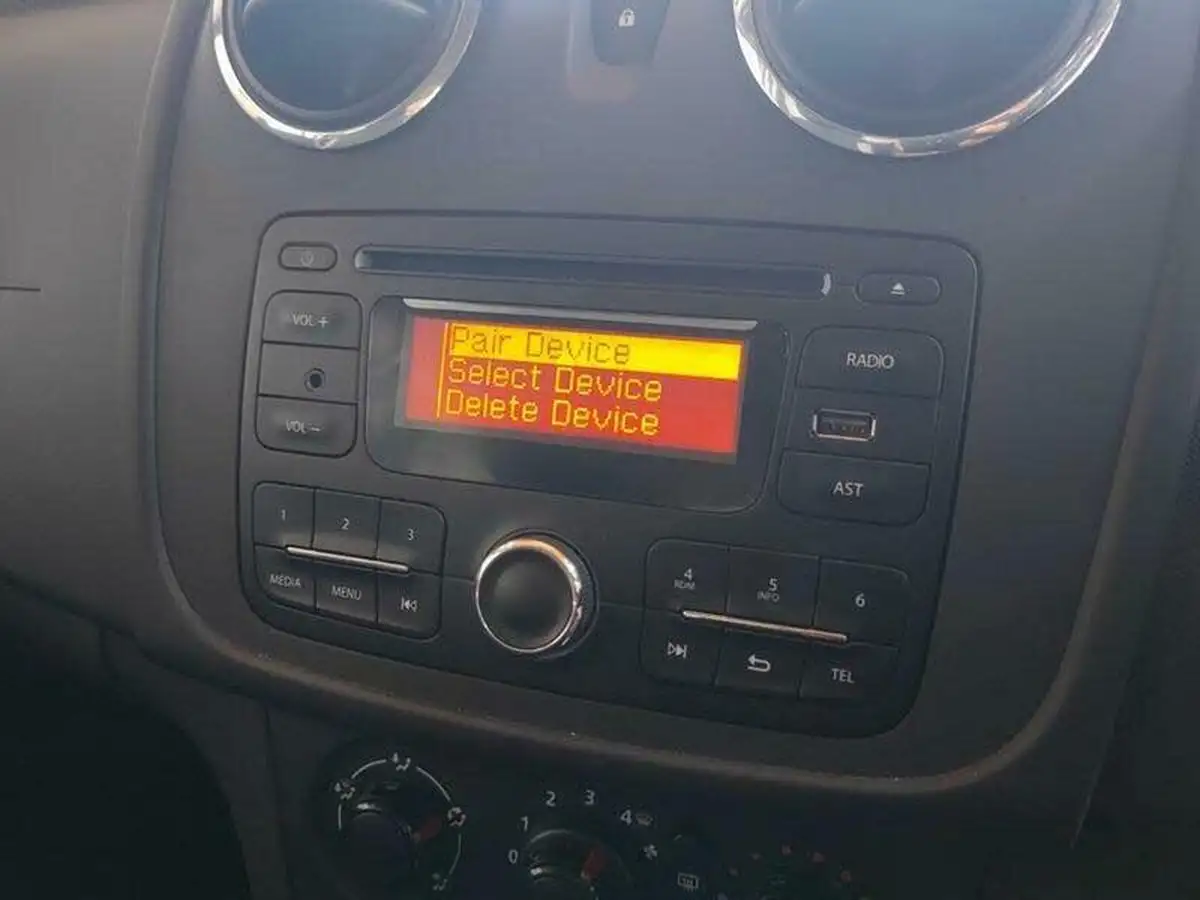 VOL +
VOL −
Pair Device
Select Device
Delete Device
RADIO
AST
1
2
3
MEDIA
MENU
4
RDM
5
INFO
6
TEL
0
1
2
3
4